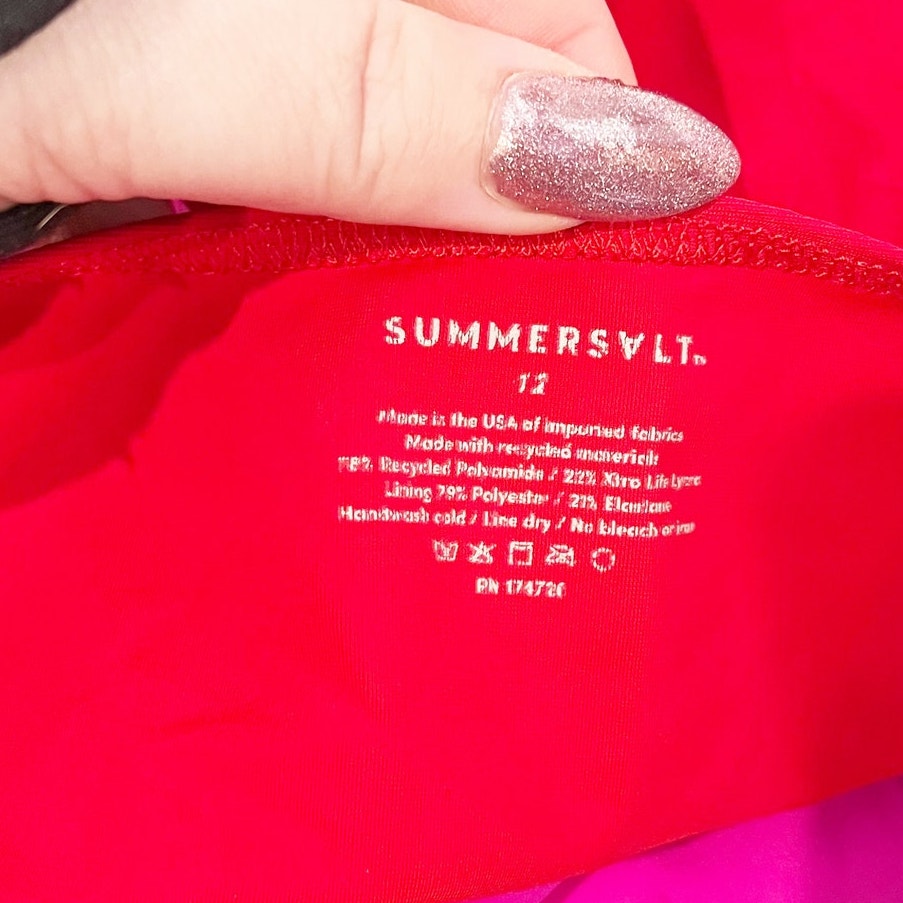 SUMMERSALT
12
Made in the USA of imported fabrics
Made with recycled materials
78% Recycled Polyamide / 22% Xtra Life Lycra
Lining 79% Polyester / 21% Elastane
Handwash cold / Line dry / No bleach or iron
RN